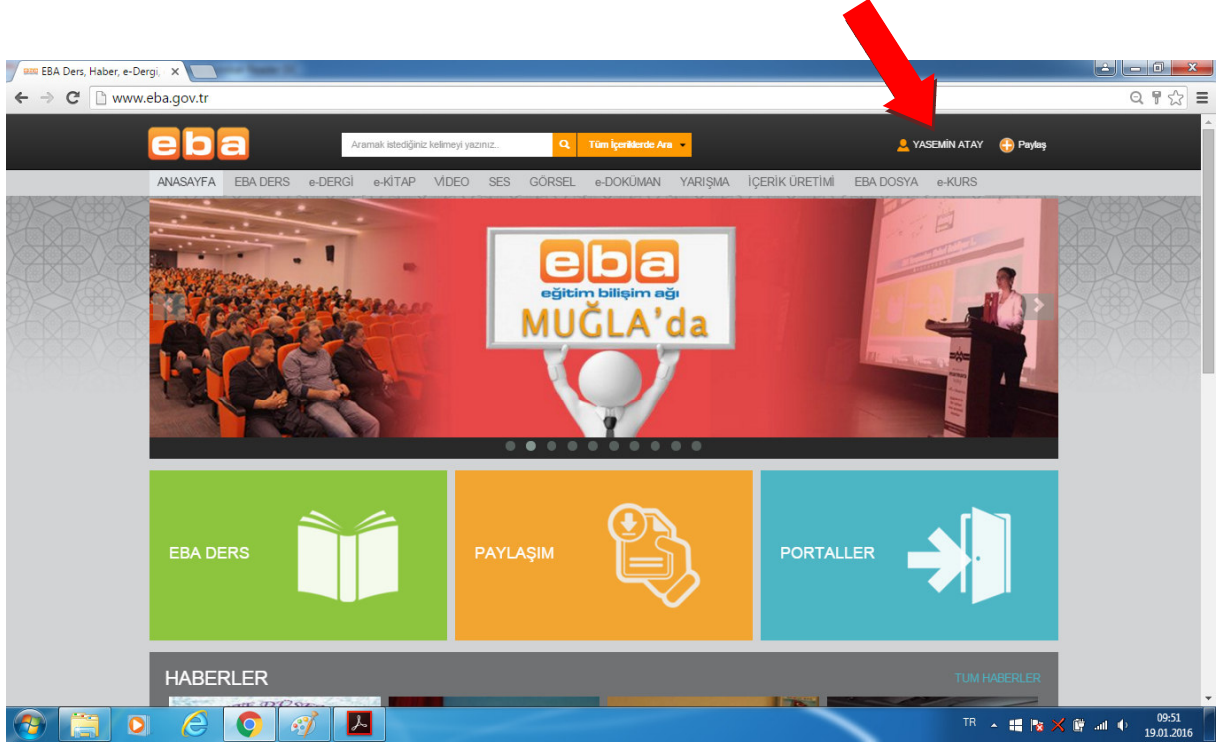 EBA Ders, Haber, e-Dergi,
www.eba.gov.tr
eba
Aramak istediğiniz kelimeyi yazınız..
Tüm İçeriklerde Ara
YASEMİN ATAY
Paylaş
ANASAYFA EBA DERS e-DERGİ e-KİTAP VİDEO SES GÖRSEL e-DOKÜMAN YARIŞMA İÇERİK ÜRETİMİ EBA DOSYA e-KURS
eba
eğitim bilişim ağı
MUĞLA'da
EBA DERS
PAYLAŞIM
PORTALLER
HABERLER
TÜM HABERLER
TR
09:51
19.01.2016